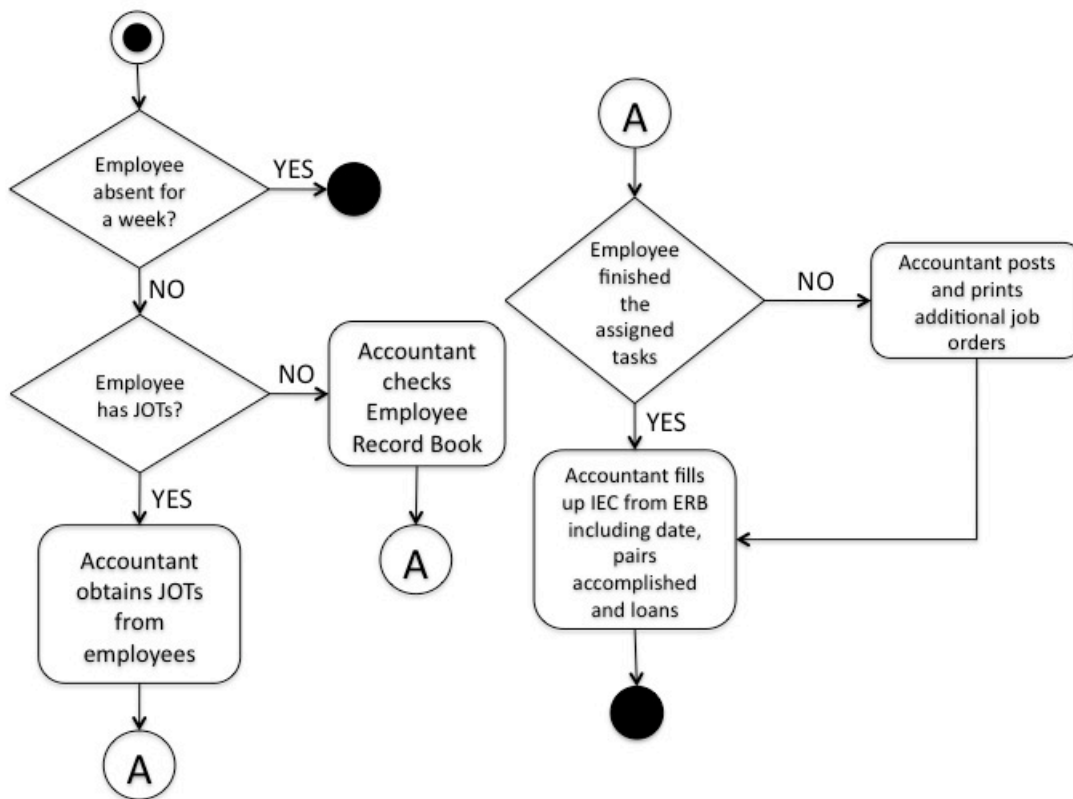 Employee
absent for
a week?
YES
NO
Employee
has JOTs?
NO
Accountant
checks
Employee
Record Book
A
YES
Accountant
obtains JOTs
from
employees
A
A
Employee
finished
the
assigned
tasks
NO
Accountant posts
and prints
additional job
orders
YES
Accountant fills
up IEC from ERB
including date,
pairs
accomplished
and loans